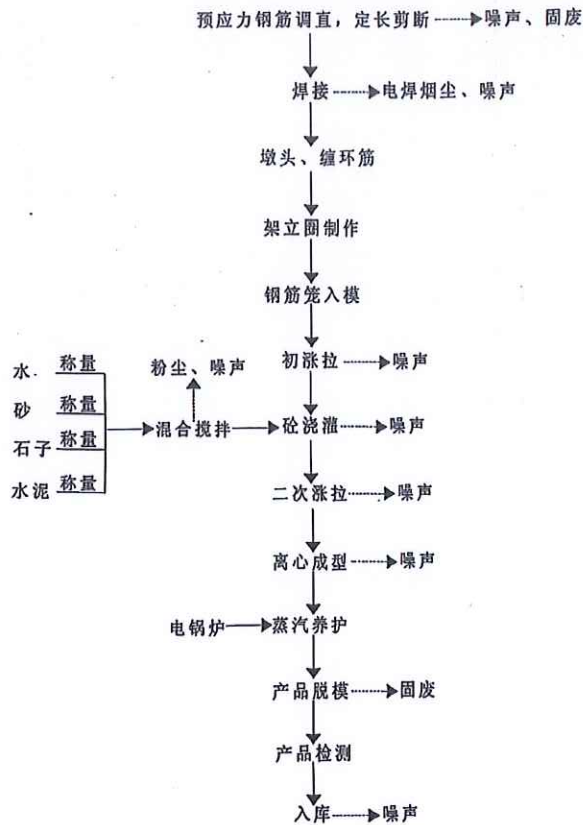 预应力钢筋调直，定长剪断 噪声、固废
焊接 电焊烟尘、噪声
墩头、缠环筋
架立圈制作
钢筋笼入模
初涨拉 噪声
粉尘、噪声
水 称量
砂 称量
石子 称量
水泥 称量
混合搅拌 砼浇灌 噪声
二次涨拉 噪声
离心成型 噪声
电锅炉 蒸汽养护
产品脱模 固废
产品检测
入库 噪声